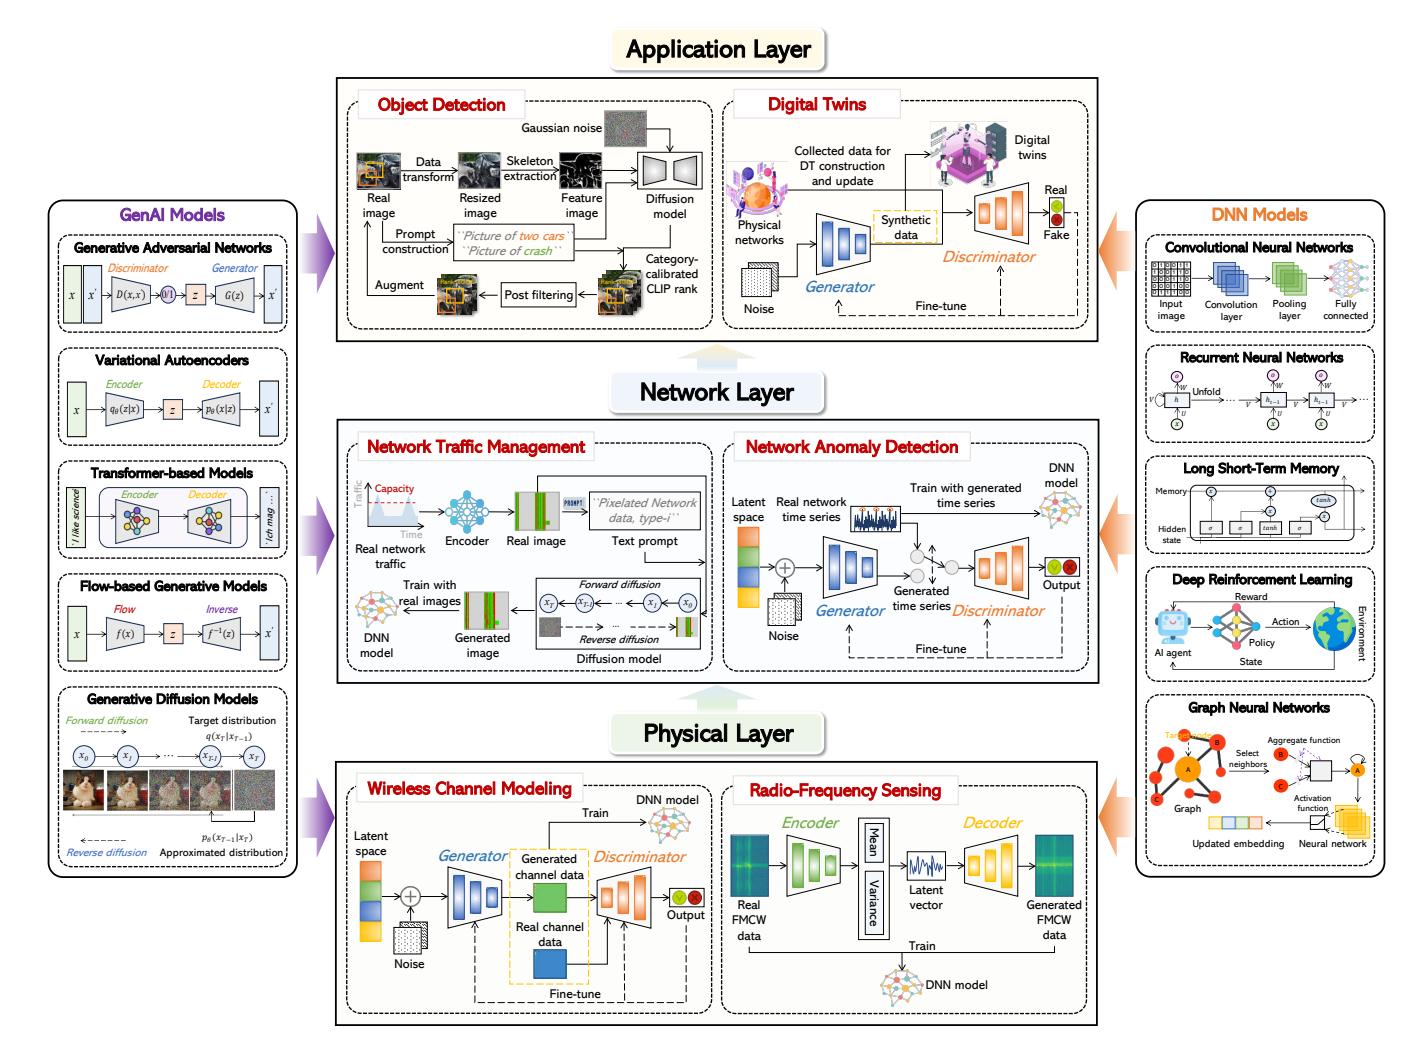 Application Layer
Object Detection
Gaussian noise
Data
transform
Skeleton
extraction
Real
image
Resized
image
Feature
image
Diffusion
model
Prompt
construction
``Picture of two cars``
``Picture of crash``
Category-
calibrated
CLIP rank
Augment
Post filtering
Digital Twins
Collected data for
DT construction
and update
Digital
twins
Physical
networks
Synthetic
data
Real
Fake
Noise
Generator
Discriminator
Fine-tune
Network Layer
Network Traffic Management
Traffic
Capacity
Time
Real network
traffic
Encoder
Real image
PROMPT
``Pixelated Network
data, type-i``
Text prompt
Train with
real images
DNN
model
Generated
image
Forward diffusion
x_T
x_{T-1}
...
x_1
x_0
...
Reverse diffusion
Diffusion model
Network Anomaly Detection
Latent
space
Real network
time series
Train with generated
time series
DNN
model
Noise
Generator
Generated
time series
Discriminator
Y X
Output
Fine-tune
Physical Layer
Wireless Channel Modeling
Latent
space
Noise
Generator
Train
DNN model
Generated
channel data
Real channel
data
Discriminator
Y X
Output
Fine-tune
Radio-Frequency Sensing
Encoder
Mean
Variance
Decoder
Real
FMCW
data
Latent
vector
Generated
FMCW
data
Train
DNN model
GenAI Models
Generative Adversarial Networks
Discriminator
Generator
x
x'
D(x,x)
0/1
z
G(z)
x'
Variational Autoencoders
Encoder
Decoder
x
q_θ(z|x)
z
p_θ(x|z)
x'
Transformer-based Models
Encoder
Decoder
'I like science'
'Ich mag ...
Flow-based Generative Models
Flow
Inverse
x
f(x)
z
f⁻¹(z)
x'
Generative Diffusion Models
Forward diffusion
Target distribution
q(x_T|x_{T-1})
x_0
x_1
...
x_{T-1}
x_T
p_θ(x_{T-1}|x_T)
Reverse diffusion
Approximated distribution
DNN Models
Convolutional Neural Networks
Input
image
Convolution
layer
Pooling
layer
Fully
connected
Recurrent Neural Networks
o
W
V
h
U
x
Unfold
...
V
o
W
h_{t-1}
U
x
V
o
W
h_{t-1}
U
x
V
...
Long Short-Term Memory
Memory
x
+
tanh
x
x
Hidden
state
σ
σ
tanh
σ
Deep Reinforcement Learning
Reward
AI agent
Policy
Action
Environment
State
Graph Neural Networks
Target node
A
B
C
Graph
Select
neighbors
Aggregate function
B
C
A
Activation
function
Updated embedding
Neural network